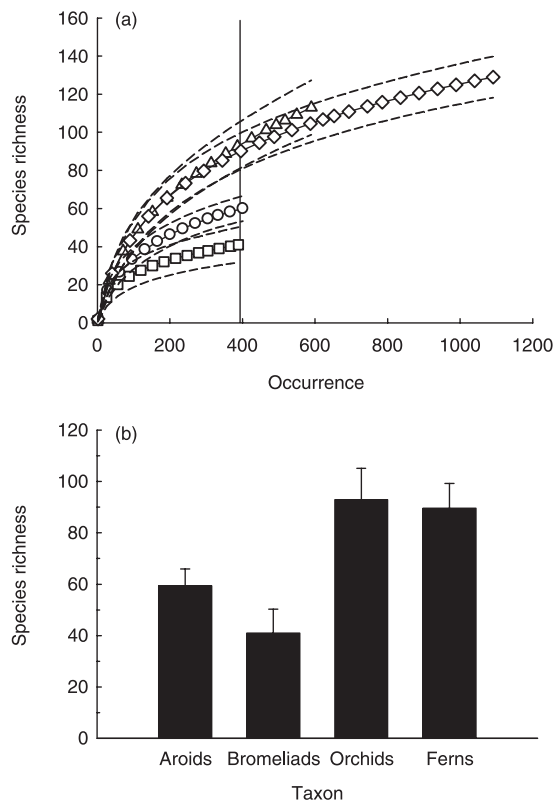 (a)
160
140
120
100
80
60
40
20
0
Species richness
0 200 400 600 800 1000 1200
Occurrence
(b)
120
100
80
60
40
20
0
Species richness
Aroids Bromeliads Orchids Ferns
Taxon